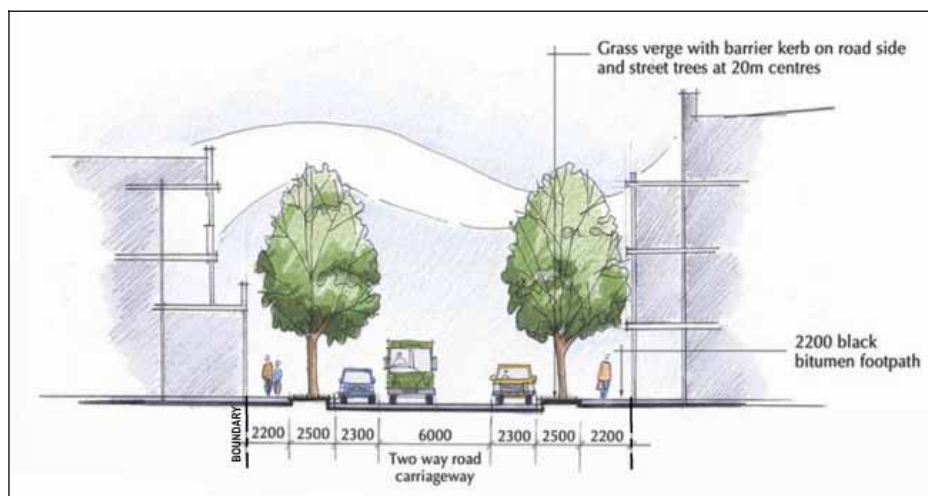 Grass verge with barrier kerb on road side
and street trees at 20m centres
2200 black
bitumen footpath
BOUNDARY
2200 2500 2300 6000 2300 2500 2200
Two way road
carriageway